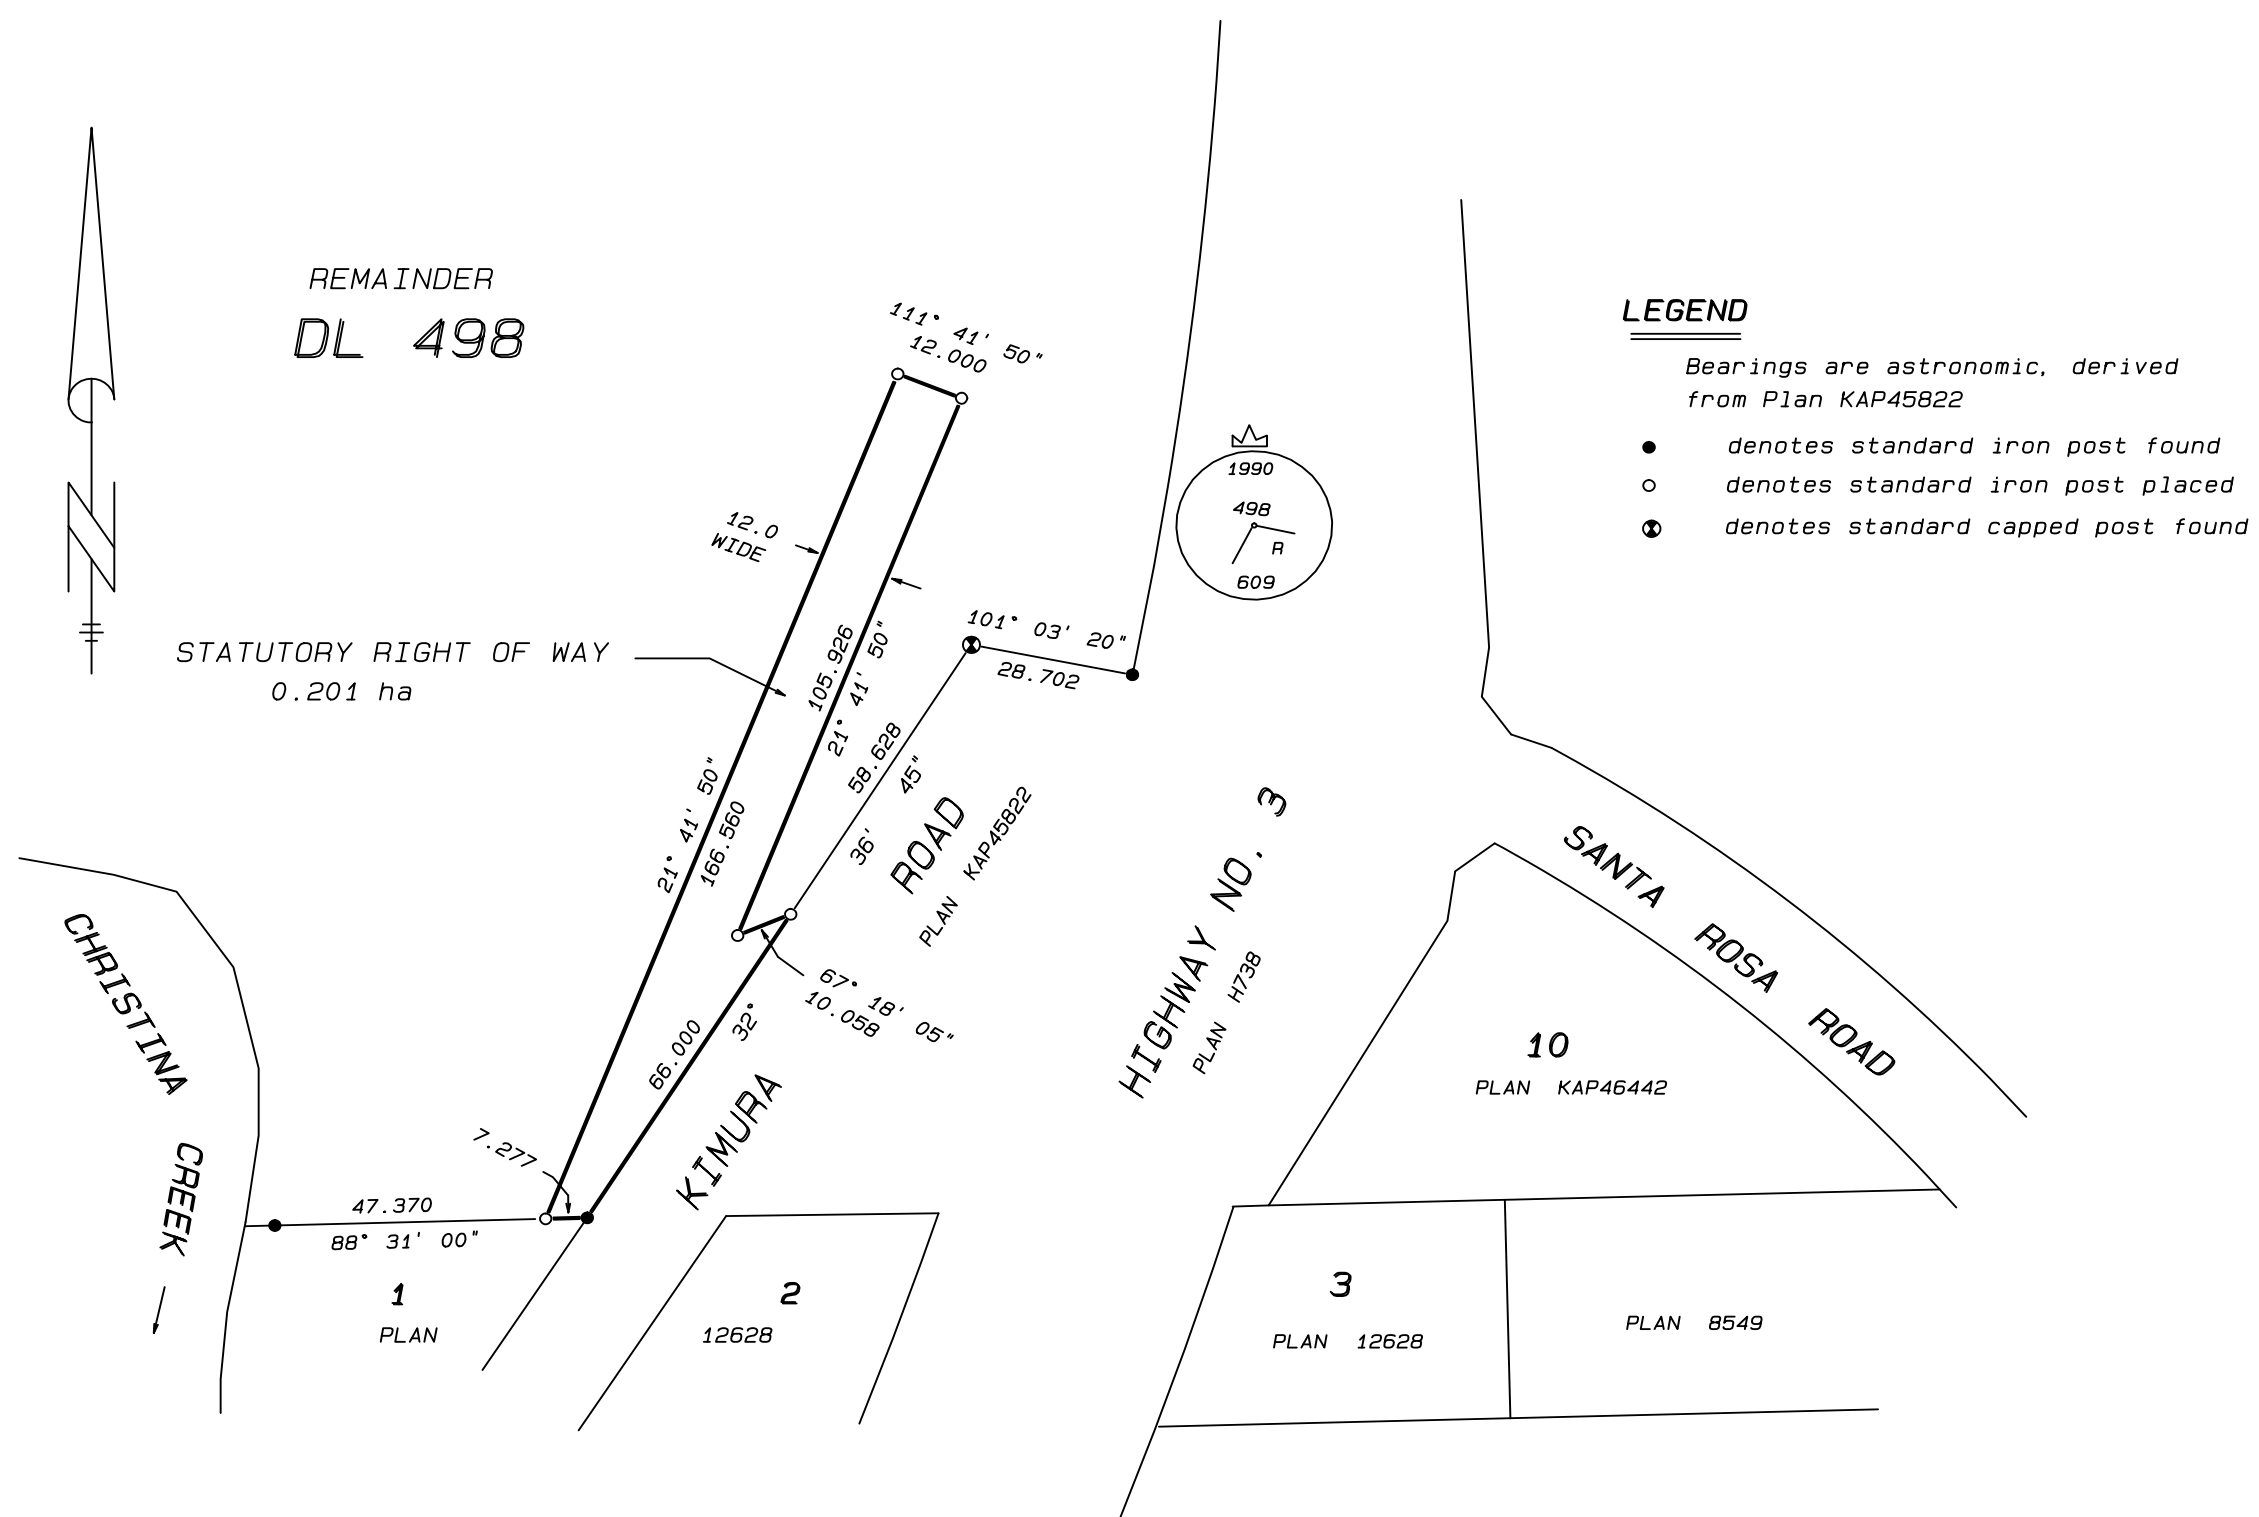 REMAINDER
DL 498
111° 41' 50"
12.000
LEGEND
Bearings are astronomic, derived
from Plan KAP45822
denotes standard iron post found
denotes standard iron post placed
denotes standard capped post found
1990
498
R
609
12.0
WIDE
STATUTORY RIGHT OF WAY
0.201 ha
105.926
21° 41' 50"
101° 03' 20"
28.702
21° 41' 50"
166.560
58.628
32° 36' 45"
66.000
67° 18' 05"
10.058
KIMURA ROAD
PLAN KAP45822
HIGHWAY NO. 3
PLAN H738
SANTA ROSA ROAD
CHRISTINA CREEK
7.277
47.370
88° 31' 00"
1
PLAN
2
12628
10
PLAN KAP46442
3
PLAN 12628
PLAN 8549